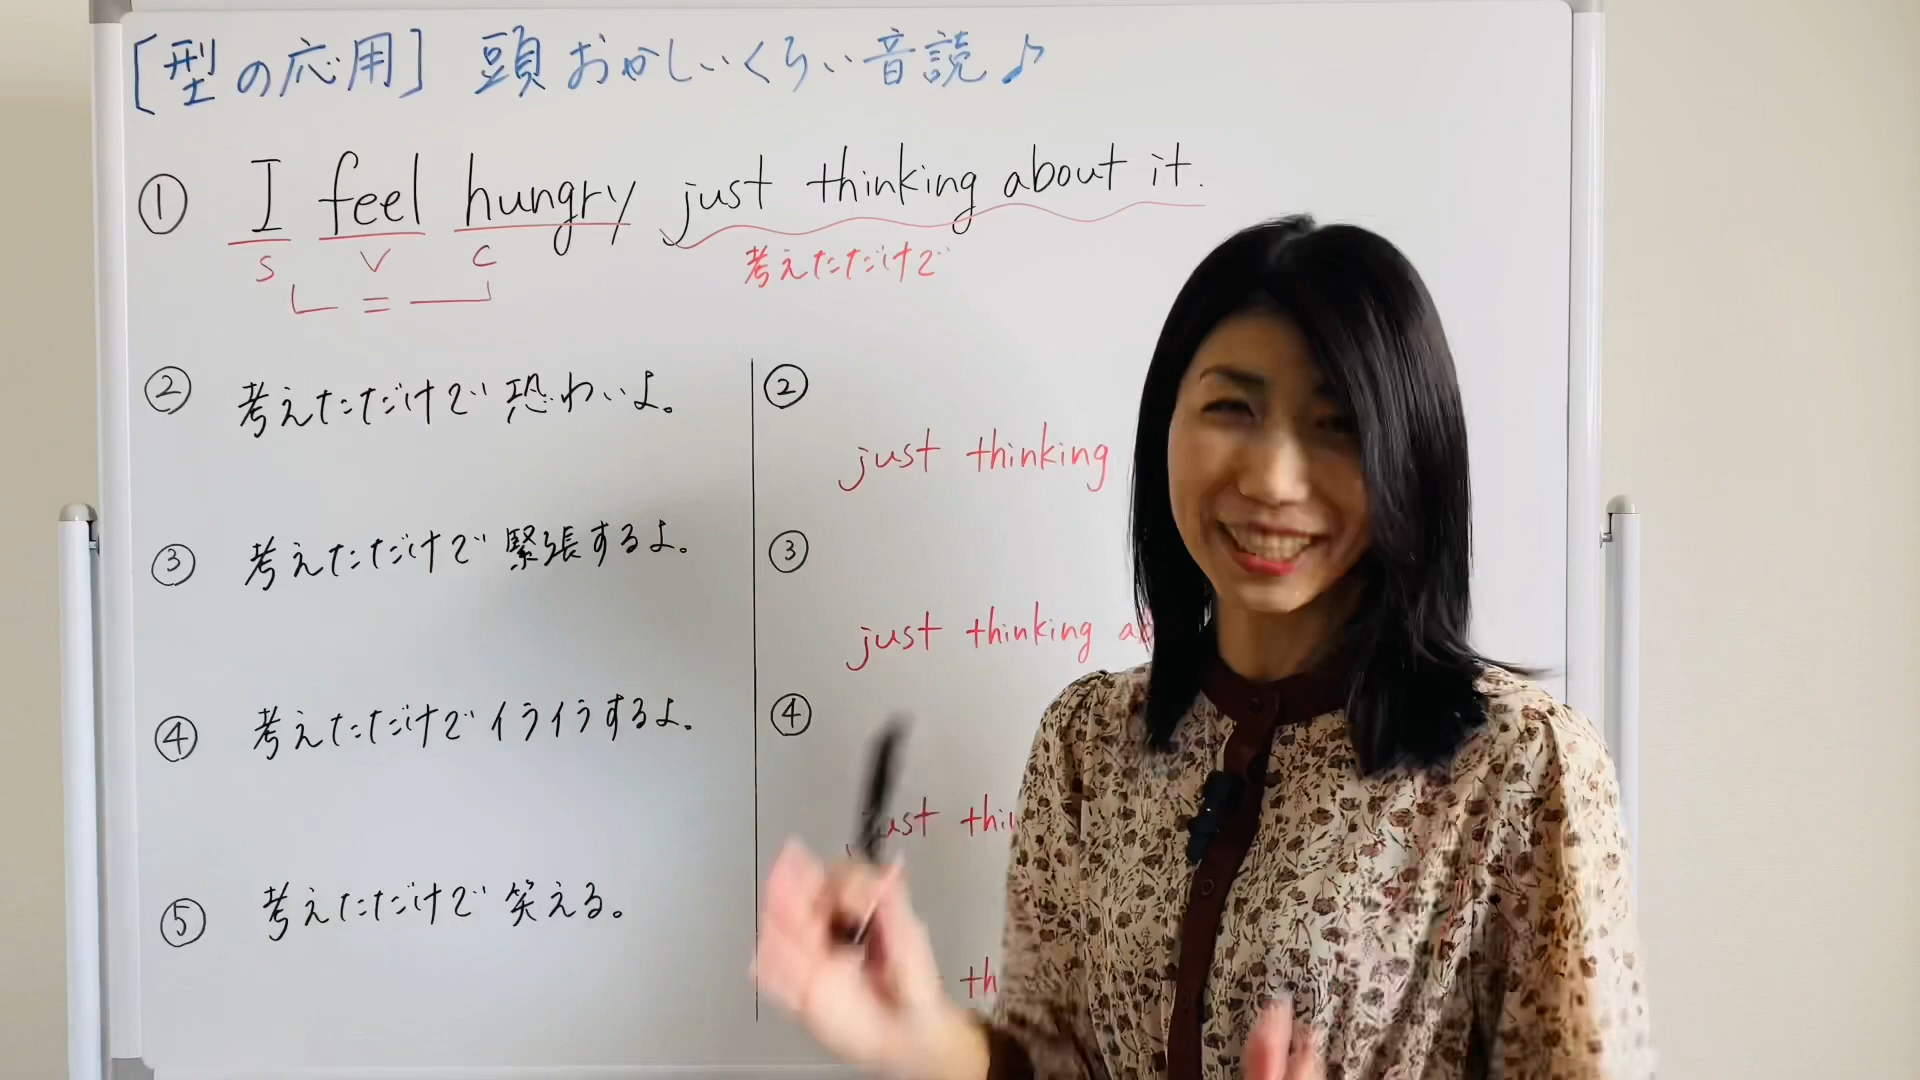 [型の応用] 頭おかしいくらい音読♪
① I feel hungry just thinking about it.
S V C
=
考えただけで
② 考えただけで恐わいよ。
③ 考えただけで緊張するよ。
④ 考えただけでイライラするよ。
⑤ 考えただけで笑える。
②
just thinking
③
just thinking
④
just